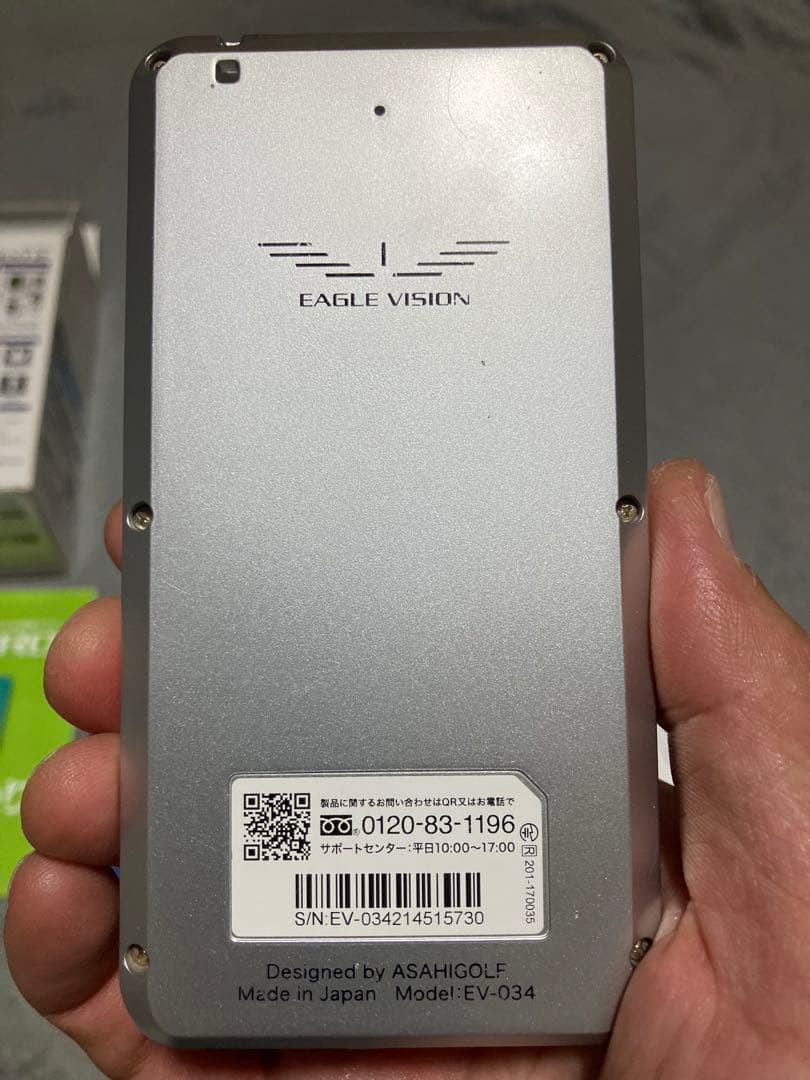 EAGLE VISION
製品に関するお問い合わせはQR又はお電話で
0120-83-1196
サポートセンター:平日10:00〜17:00
R 201-170035
S/N:EV-034214515730
Designed by ASAHIGOLF
Made in Japan Model:EV-034